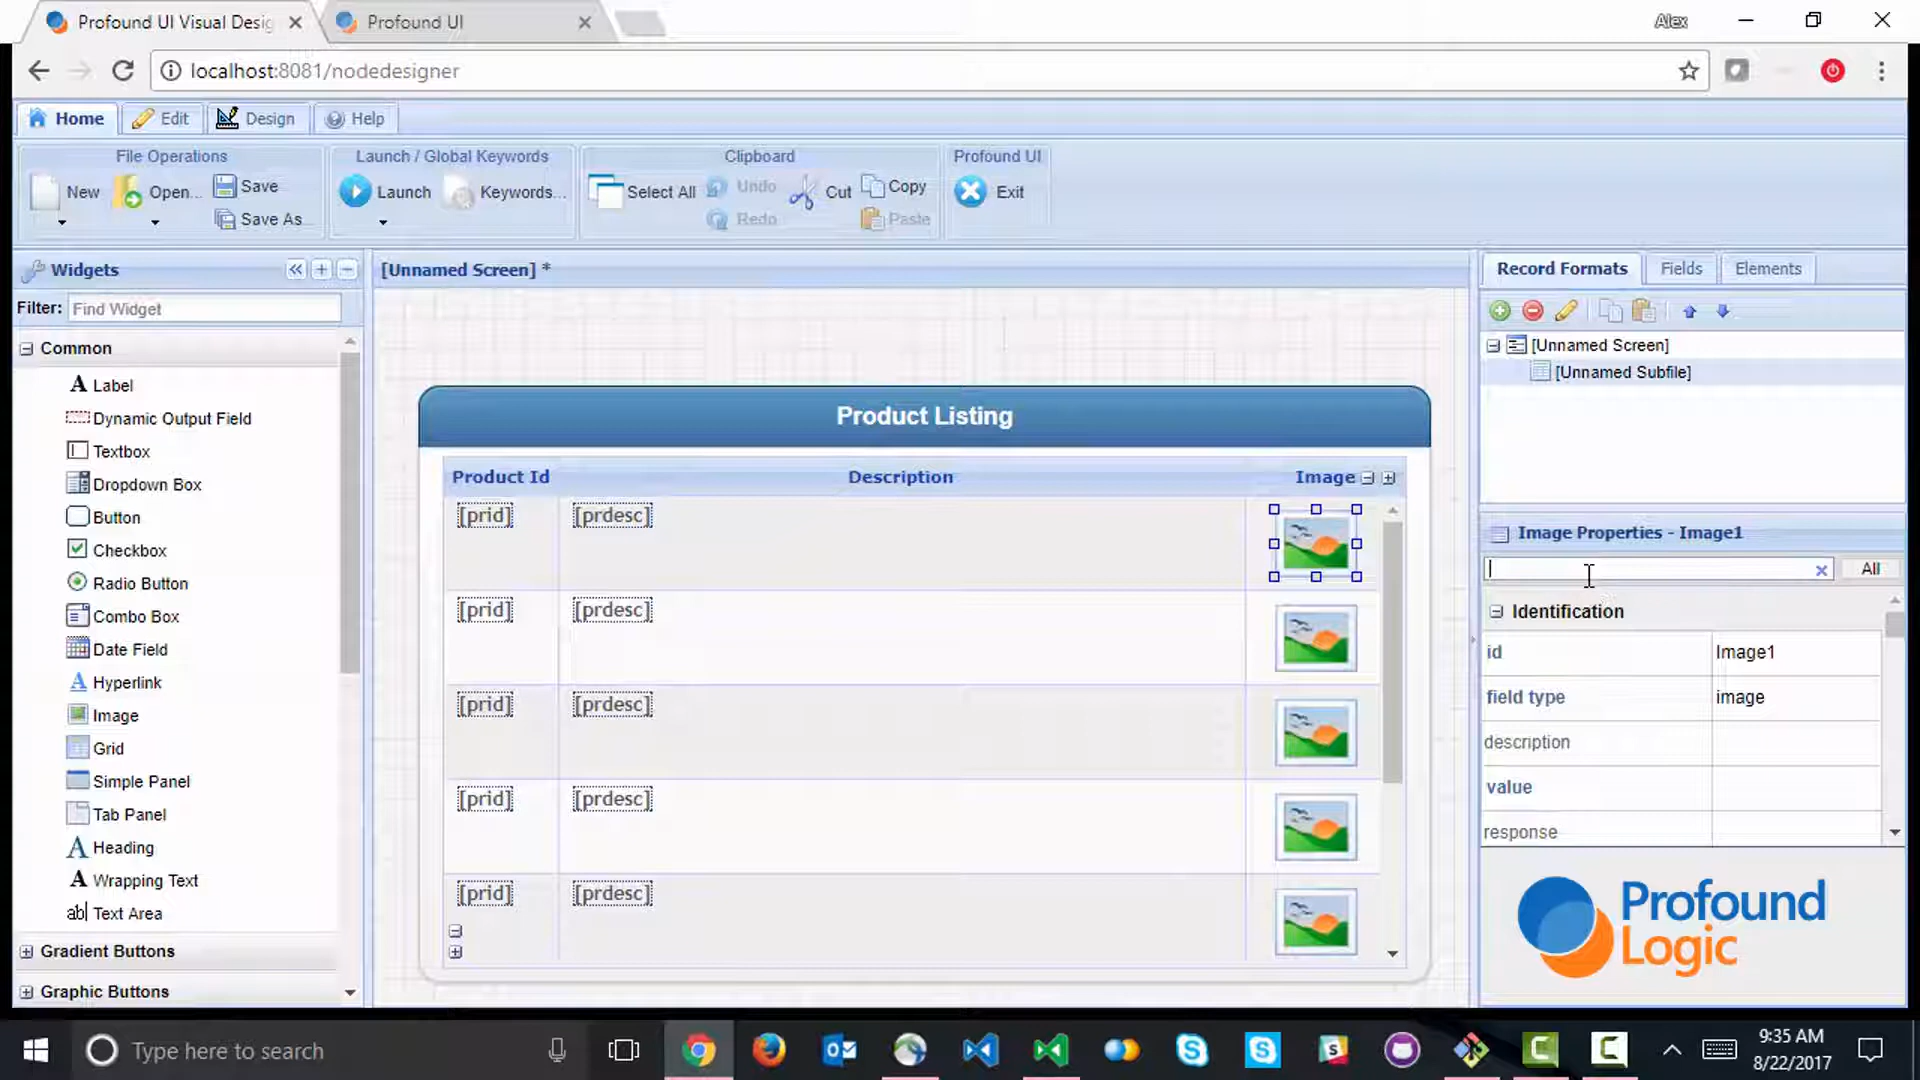 Profound UI Visual Desig
Profound UI
Alex
localhost:8081/nodedesigner
Home
Edit
Design
Help
File Operations
Launch / Global Keywords
Clipboard
Profound UI
New
Open...
Save
Save As...
Launch
Keywords...
Select All
Undo
Redo
Cut
Copy
Paste
Exit
Widgets
[Unnamed Screen] *
Record Formats
Fields
Elements
Filter:
Find Widget
Common
Label
Dynamic Output Field
Textbox
Dropdown Box
Button
Checkbox
Radio Button
Combo Box
Date Field
Hyperlink
Image
Grid
Simple Panel
Tab Panel
Heading
Wrapping Text
Text Area
Gradient Buttons
Graphic Buttons
Product Listing
Product Id
Description
Image
[prid]
[prdesc]
[prid]
[prdesc]
[prid]
[prdesc]
[prid]
[prdesc]
[prid]
[prdesc]
[Unnamed Screen]
[Unnamed Subfile]
Image Properties - Image1
All
Identification
id
Image1
field type
image
description
value
response
Profound
Logic
Type here to search
9:35 AM
8/22/2017